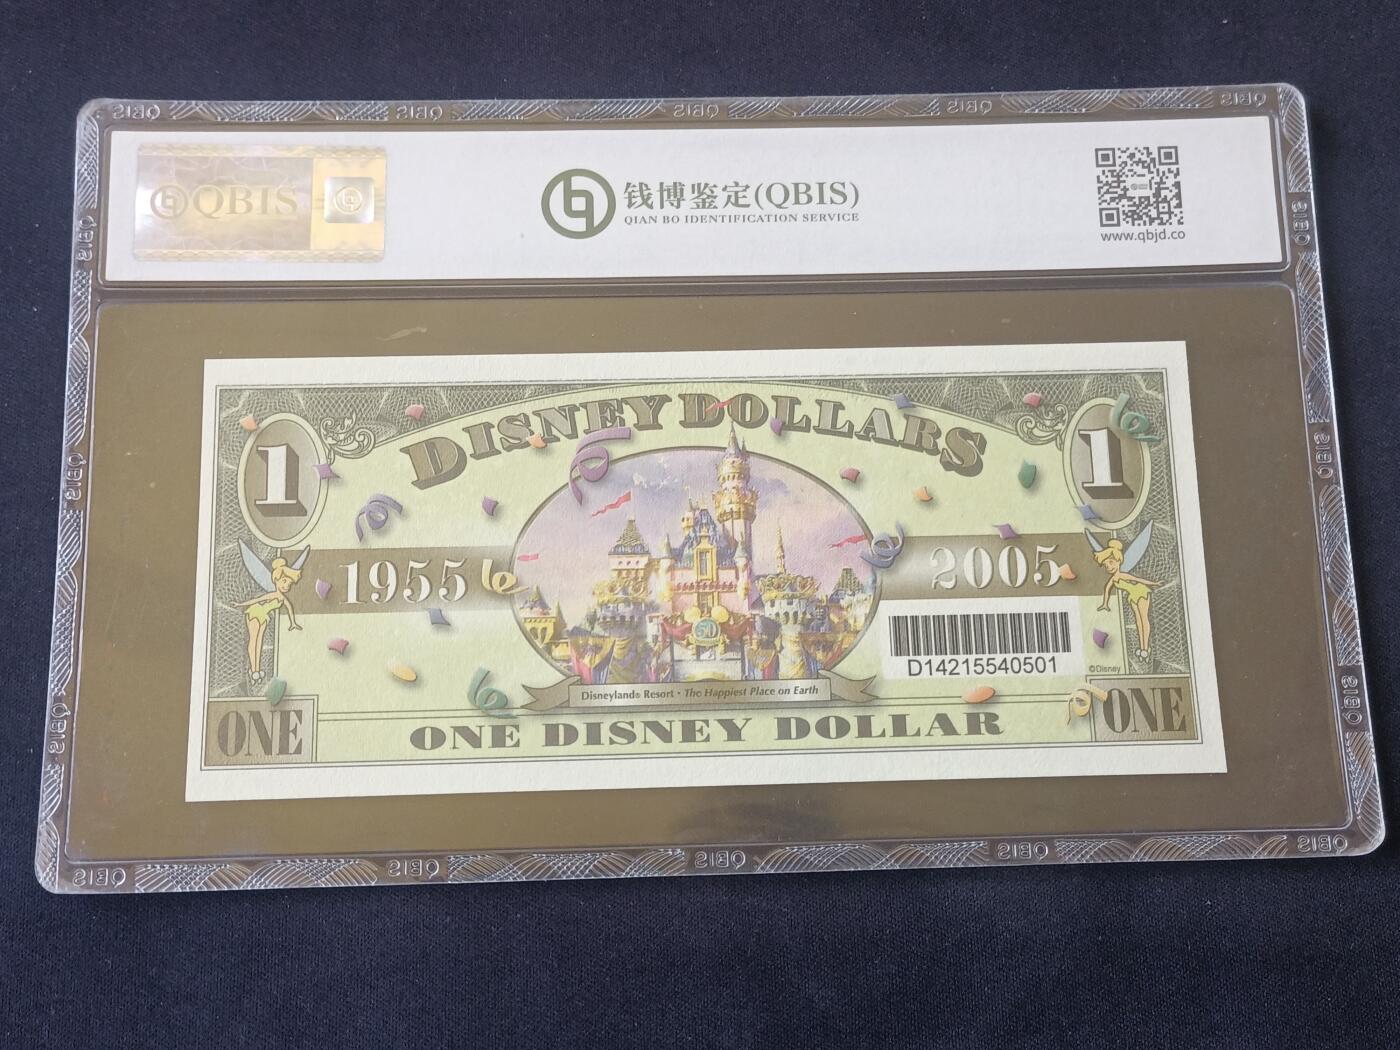 QBIS
钱博鉴定(QBIS)
QIAN BO IDENTIFICATION SERVICE
www.qbjd.co
DISNEY DOLLARS
1 1
1955 2005
50
D14215540501
©Disney
Disneyland® Resort • The Happiest Place on Earth
ONE ONE DISNEY DOLLAR ONE